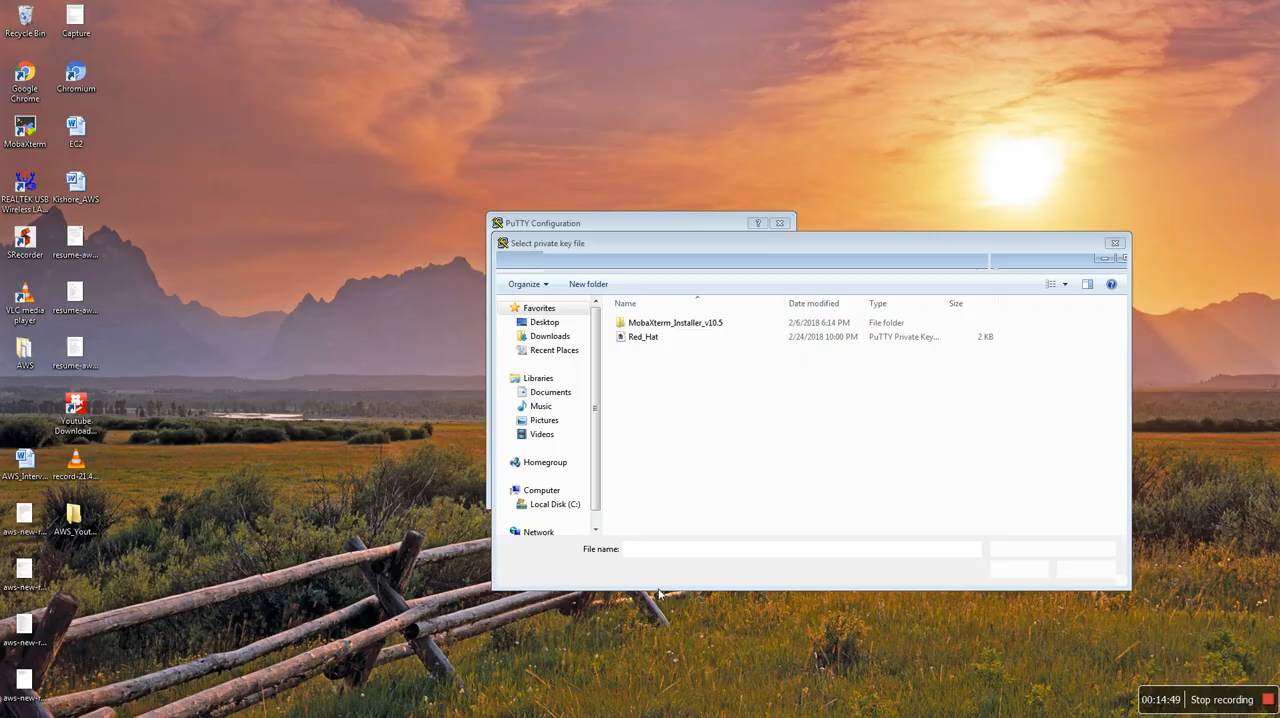 Recycle Bin
Capture
Google
Chrome
Chromium
MobaXterm
EC2
REALTEK USB
Wireless LA...
Kishore_AWS
SRecorder
resume-aw...
VLC media
player
resume-aw...
AWS
resume-aw...
Youtube
Download...
AWS_Interv...
record-21.4...
aws-new-r...
AWS_Yout...
aws-new-r...
aws-new-r...
aws-new-r...
PuTTY Configuration
Select private key file
Organize
New folder
Favorites
Desktop
Downloads
Recent Places
Libraries
Documents
Music
Pictures
Videos
Homegroup
Computer
Local Disk (C:)
Network
Name Date modified Type Size
MobaXterm_Installer_v10.5 2/6/2018 6:14 PM File folder
Red_Hat 2/24/2018 10:00 PM PuTTY Private Key... 2 KB
File name:
00:14:49 Stop recording